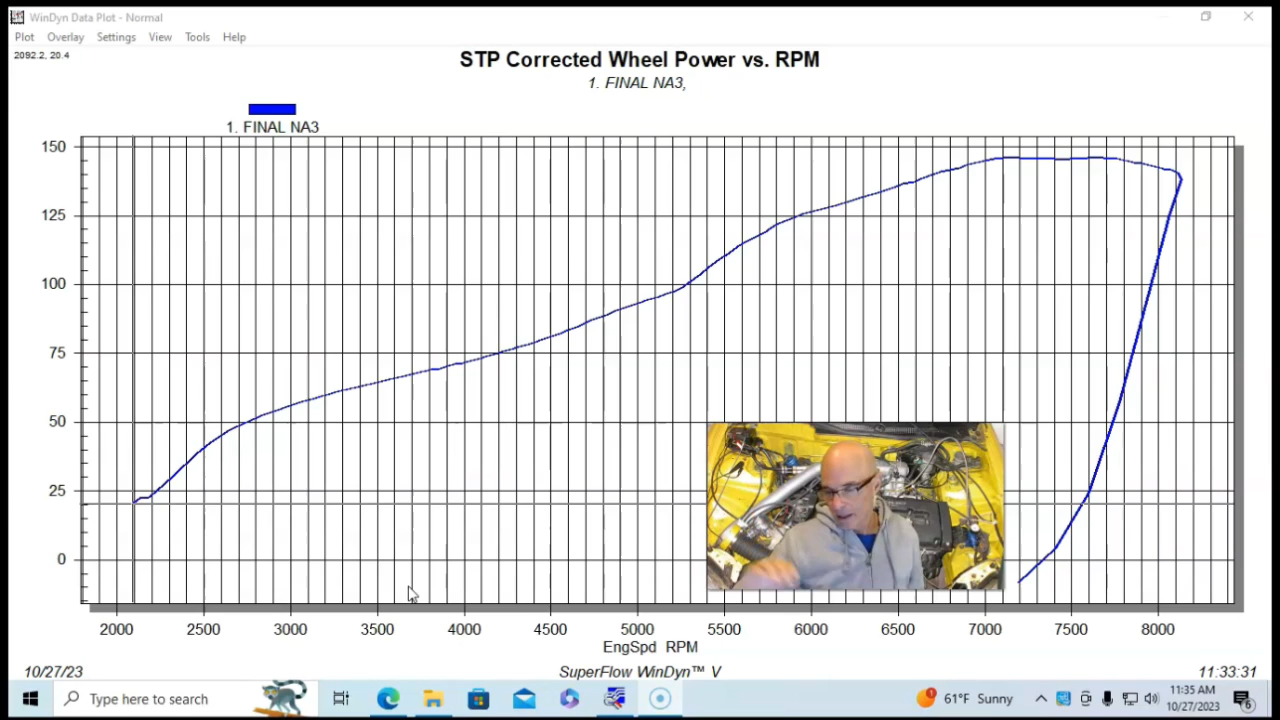 WinDyn Data Plot - Normal
Plot Overlay Settings View Tools Help
2092.2, 20.4
STP Corrected Wheel Power vs. RPM
1. FINAL NA3,
1. FINAL NA3
150
125
100
75
50
25
0
2000 2500 3000 3500 4000 4500 5000 5500 6000 6500 7000 7500 8000
EngSpd RPM
10/27/23 SuperFlow WinDyn™ V 11:33:31
Type here to search
1
61°F Sunny
11:35 AM
10/27/2023
6